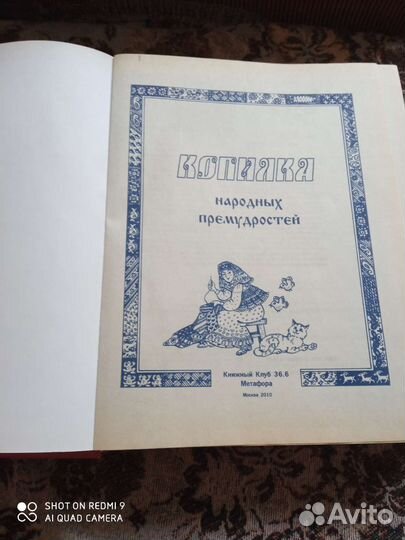 КОПИЛКА
народных
премудростей
Книжный Клуб 36.6
Метафора
Москва 2010
SHOT ON REDMI 9
AI QUAD CAMERA
Avito